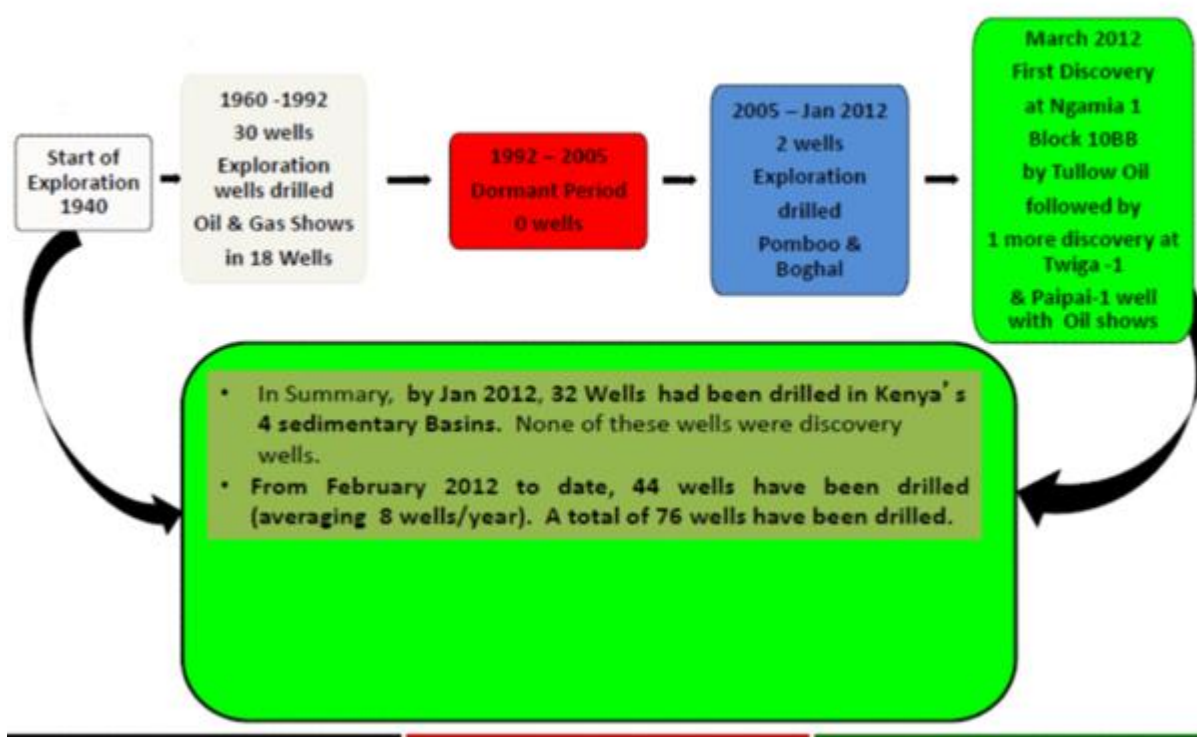 Start of
Exploration
1940
1960 -1992
30 wells
Exploration
wells drilled
Oil & Gas Shows
in 18 Wells
1992 – 2005
Dormant Period
0 wells
2005 – Jan 2012
2 wells
Exploration
drilled
Pomboo &
Boghal
March 2012
First Discovery
at Ngamia 1
Block 10BB
by Tullow Oil
followed by
1 more discovery at
Twiga -1
& Paipai-1 well
with Oil shows
• In Summary, by Jan 2012, 32 Wells had been drilled in Kenya’s
4 sedimentary Basins. None of these wells were discovery
wells.
• From February 2012 to date, 44 wells have been drilled
(averaging 8 wells/year). A total of 76 wells have been drilled.